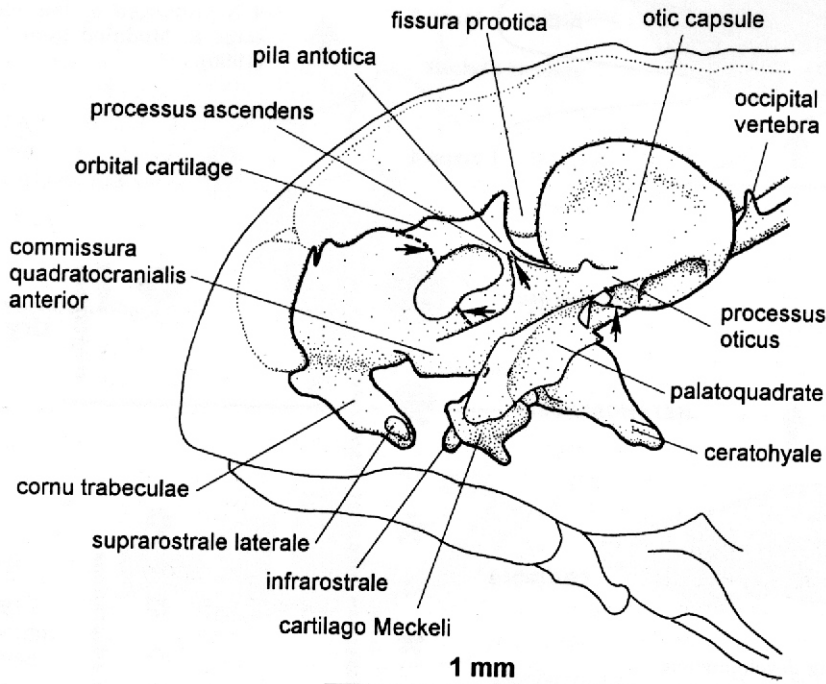 fissura prootica
otic capsule
pila antotica
processus ascendens
occipital
vertebra
orbital cartilage
commissura
quadratocranialis
anterior
processus
oticus
palatoquadrate
ceratohyale
cornu trabeculae
suprarostrale laterale
infrarostrale
cartilago Meckeli
1 mm